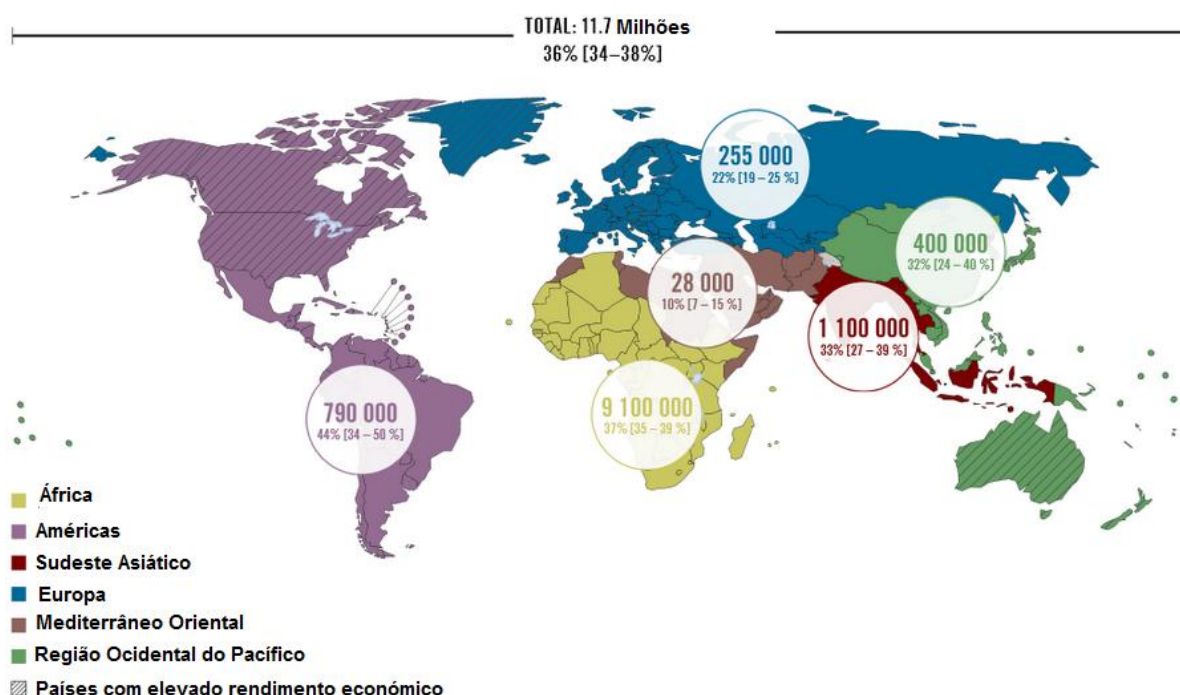 TOTAL: 11.7 Milhões
36% [34–38%]
255 000
22% [19 – 25 %]
400 000
32% [24 – 40 %]
28 000
10% [7 – 15 %]
1 100 000
33% [27 – 39 %]
790 000
44% [34 – 50 %]
9 100 000
37% [35 – 39 %]
África
Américas
Sudeste Asiático
Europa
Mediterrâneo Oriental
Região Ocidental do Pacífico
Países com elevado rendimento económico